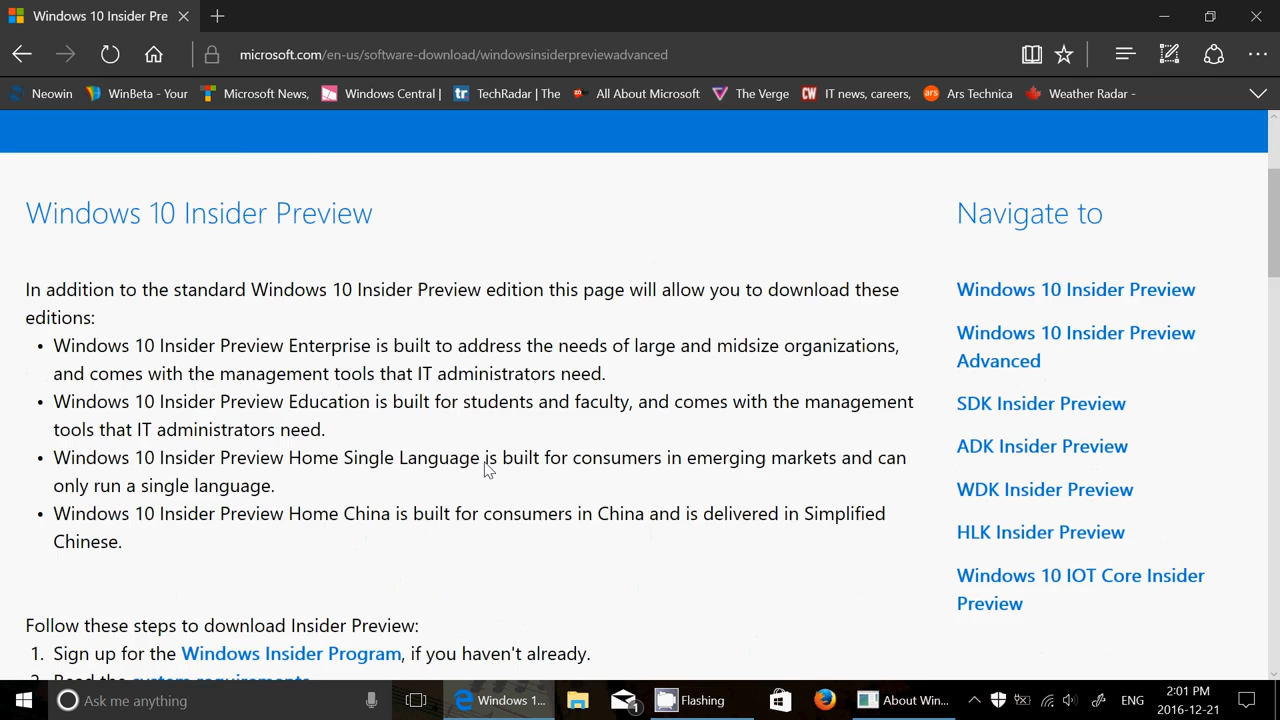 Windows 10 Insider Pre
microsoft.com/en-us/software-download/windowsinsiderpreviewadvanced
Neowin
WinBeta - Your
Microsoft News,
Windows Central |
tr
TechRadar | The
All About Microsoft
The Verge
CW
IT news, careers,
ars
Ars Technica
Weather Radar -
Windows 10 Insider Preview
In addition to the standard Windows 10 Insider Preview edition this page will allow you to download these
editions:
• Windows 10 Insider Preview Enterprise is built to address the needs of large and midsize organizations,
and comes with the management tools that IT administrators need.
• Windows 10 Insider Preview Education is built for students and faculty, and comes with the management
tools that IT administrators need.
• Windows 10 Insider Preview Home Single Language is built for consumers in emerging markets and can
only run a single language.
• Windows 10 Insider Preview Home China is built for consumers in China and is delivered in Simplified
Chinese.
Follow these steps to download Insider Preview:
1. Sign up for the Windows Insider Program, if you haven't already.
2. Read the system requirements.
Navigate to
Windows 10 Insider Preview
Windows 10 Insider Preview
Advanced
SDK Insider Preview
ADK Insider Preview
WDK Insider Preview
HLK Insider Preview
Windows 10 IOT Core Insider
Preview
Ask me anything
Windows 1...
1
Flashing
About Win...
ENG
2:01 PM
2016-12-21